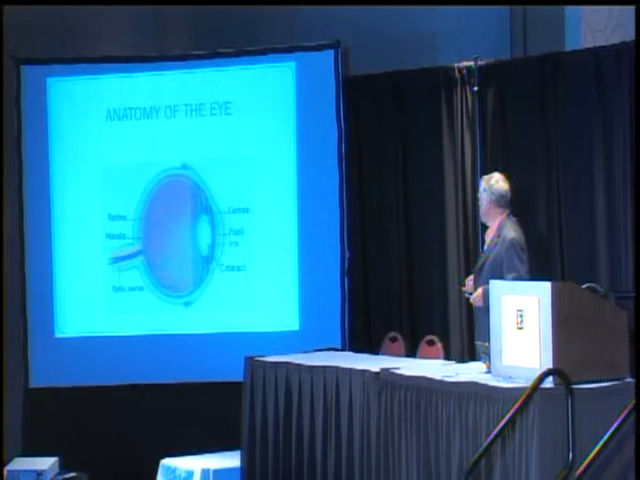 ANATOMY OF THE EYE
Retina
Cornea
Macula
Pupil
Iris
Cataract
Optic nerve